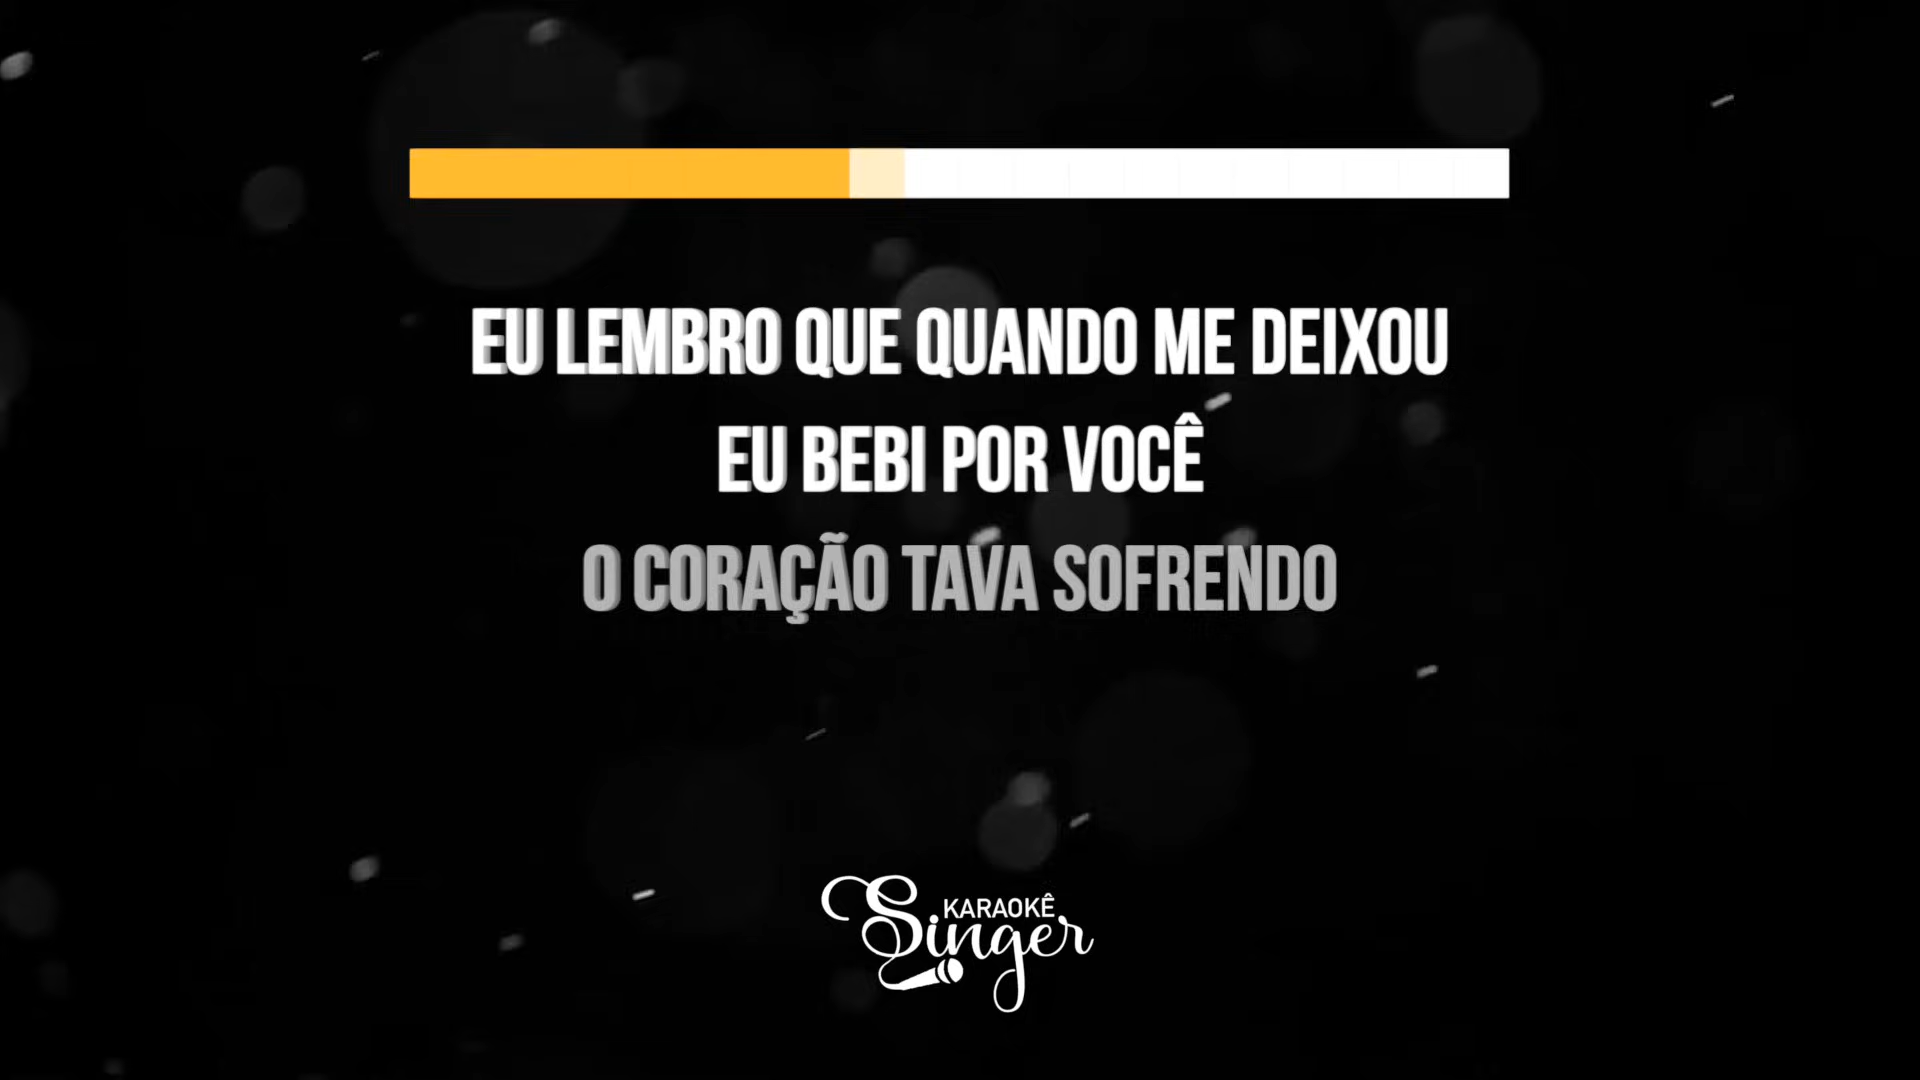 EU LEMBRO QUE QUANDO ME DEIXOU
EU BEBI POR VOCÊ
O CORAÇÃO TAVA SOFRENDO
KARAOKÊ
Singer